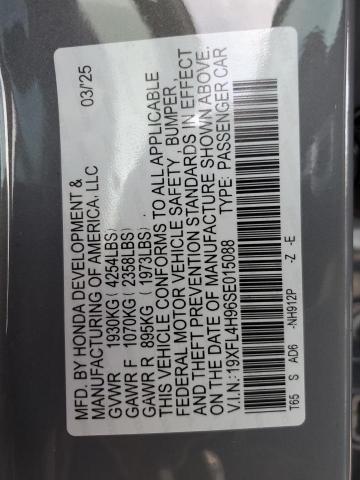 MFD. BY HONDA DEVELOPMENT & 03/25
MANUFACTURING OF AMERICA, LLC
GVWR 1930KG ( 4254LBS)
GAWR F 1070KG ( 2358LBS)
GAWR R 895KG ( 1973LBS)
THIS VEHICLE CONFORMS TO ALL APPLICABLE
FEDERAL MOTOR VEHICLE SAFETY, BUMPER,
AND THEFT PREVENTION STANDARDS IN EFFECT
ON THE DATE OF MANUFACTURE SHOWN ABOVE.
V.I.N.: 19XFL4H96SE015088 TYPE: PASSENGER CAR
T65 S AD6 -NH912P -Z -E